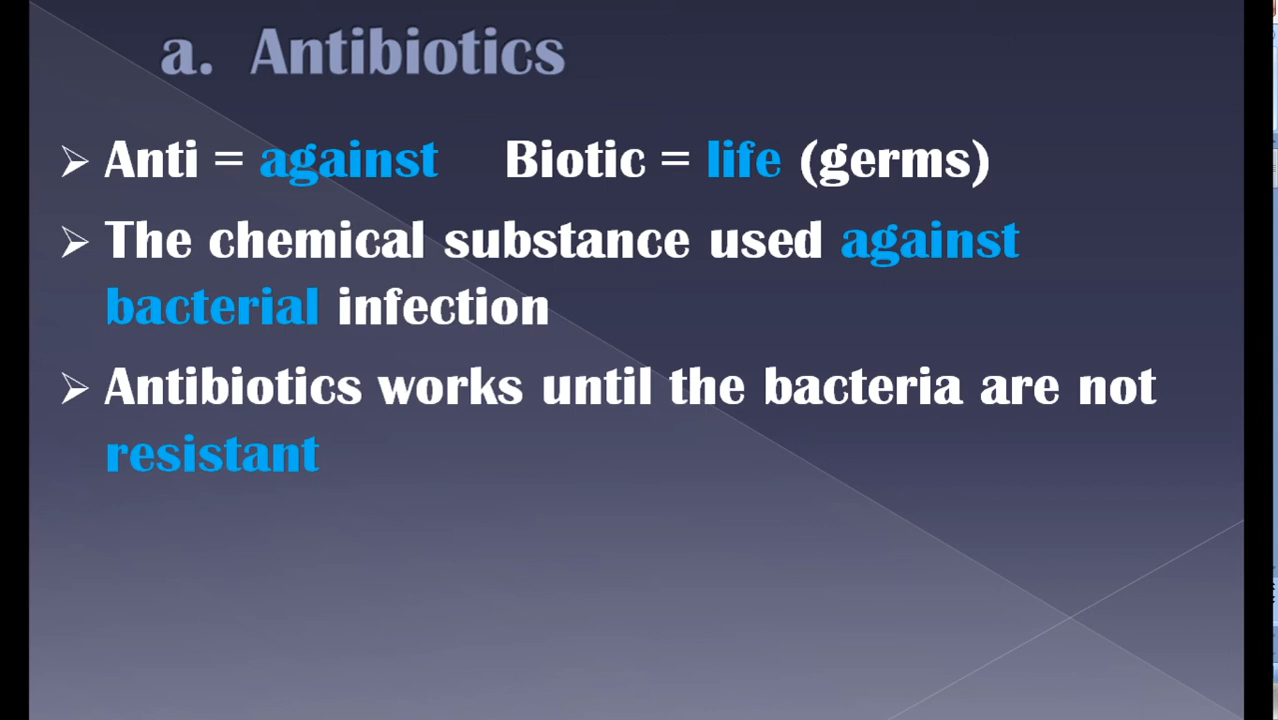 a. Antibiotics
➢ Anti = against Biotic = life (germs)
➢ The chemical substance used against
bacterial infection
➢ Antibiotics works until the bacteria are not
resistant